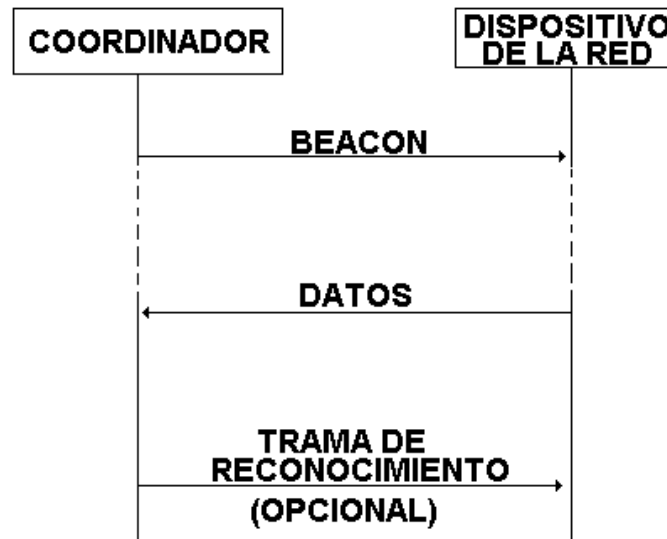 COORDINADOR
DISPOSITIVO
DE LA RED
BEACON
DATOS
TRAMA DE
RECONOCIMIENTO
(OPCIONAL)